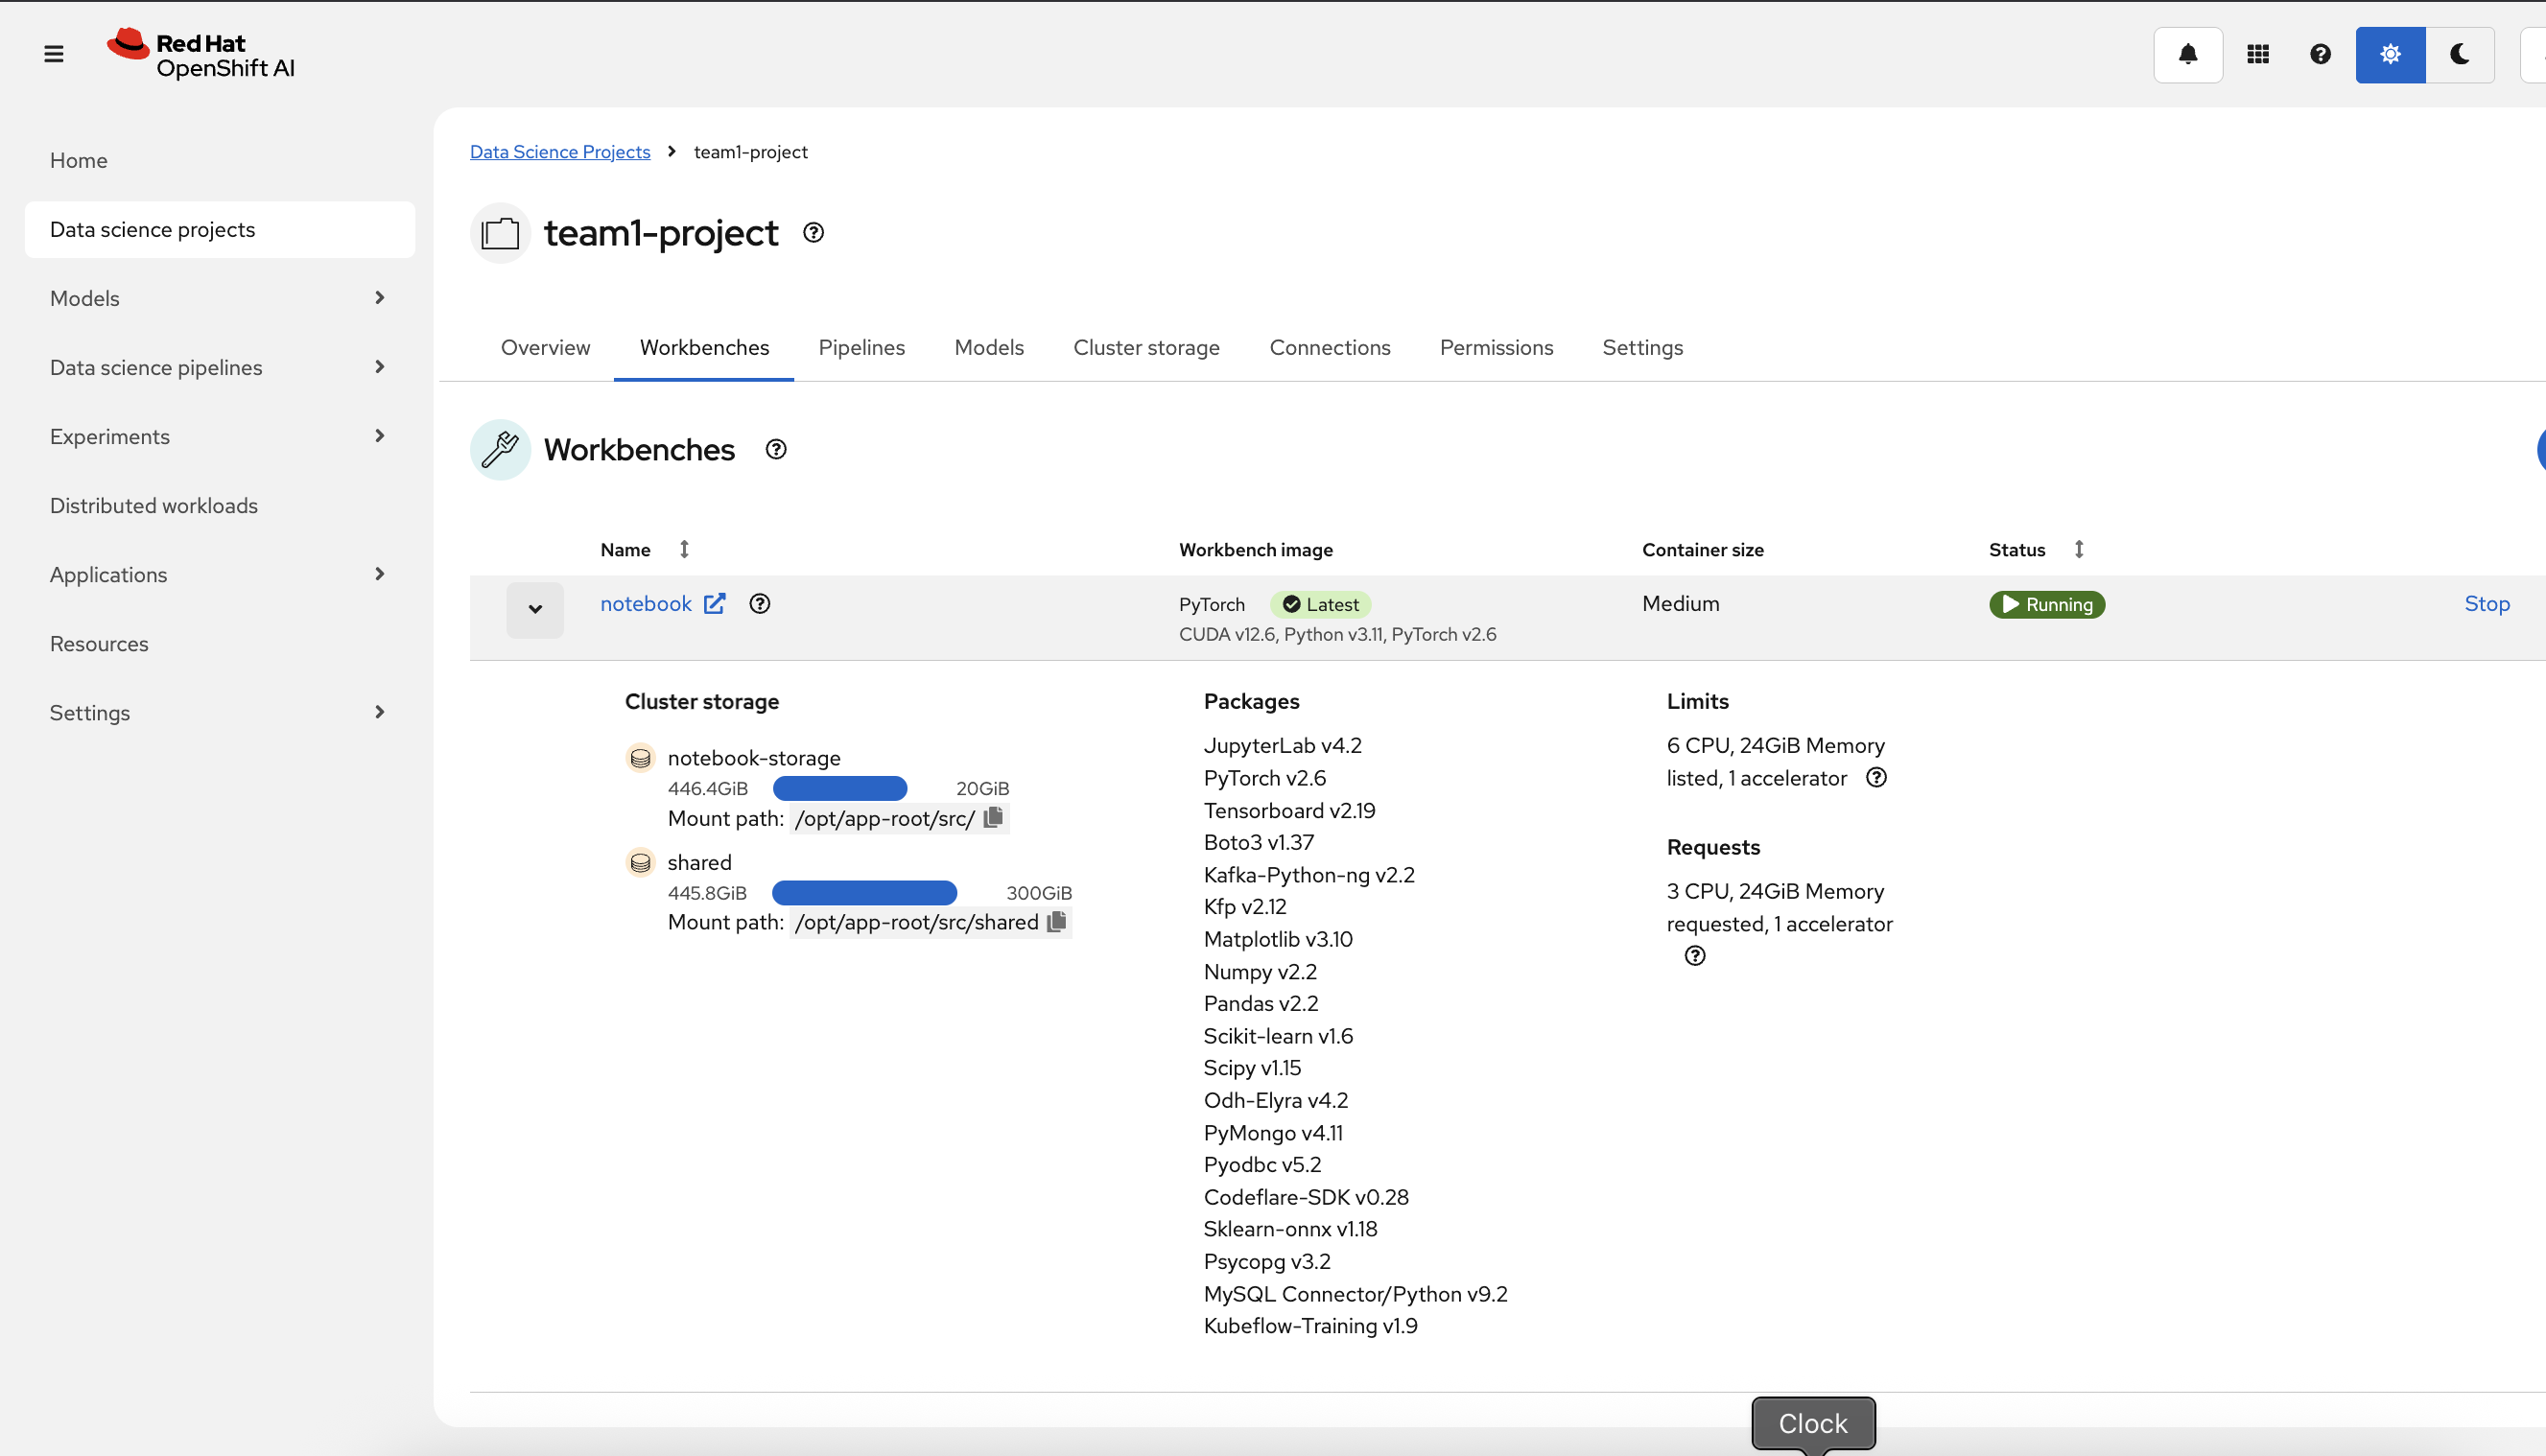 Red Hat
OpenShift AI
Home
Data science projects
Models
Data science pipelines
Experiments
Distributed workloads
Applications
Resources
Settings
Data Science Projects > team1-project
team1-project
Overview Workbenches Pipelines Models Cluster storage Connections Permissions Settings
Workbenches
Name Workbench image Container size Status
notebook PyTorch Latest Medium Running Stop
CUDA v12.6, Python v3.11, PyTorch v2.6
Cluster storage
notebook-storage
446.4GiB 20GiB
Mount path: /opt/app-root/src/
shared
445.8GiB 300GiB
Mount path: /opt/app-root/src/shared
Packages
JupyterLab v4.2
PyTorch v2.6
Tensorboard v2.19
Boto3 v1.37
Kafka-Python-ng v2.2
Kfp v2.12
Matplotlib v3.10
Numpy v2.2
Pandas v2.2
Scikit-learn v1.6
Scipy v1.15
Odh-Elyra v4.2
PyMongo v4.11
Pyodbc v5.2
Codeflare-SDK v0.28
Sklearn-onnx v1.18
Psycopg v3.2
MySQL Connector/Python v9.2
Kubeflow-Training v1.9
Limits
6 CPU, 24GiB Memory
listed, 1 accelerator
Requests
3 CPU, 24GiB Memory
requested, 1 accelerator
Clock